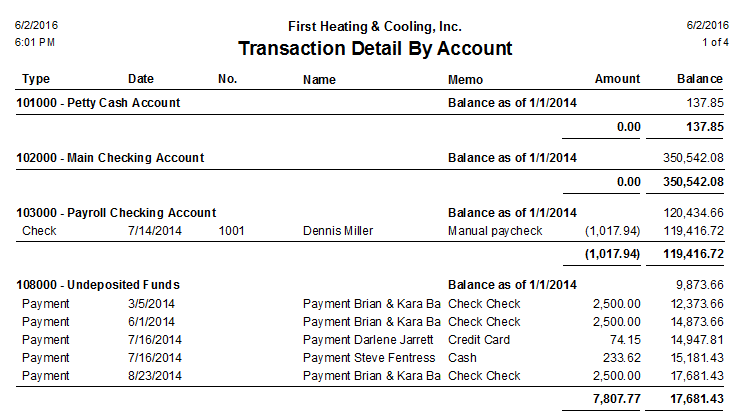 6/2/2016 First Heating & Cooling, Inc. 6/2/2016
6:01 PM Transaction Detail By Account 1 of 4
Type Date No. Name Memo Amount Balance
101000 - Petty Cash Account Balance as of 1/1/2014 137.85
0.00 137.85
102000 - Main Checking Account Balance as of 1/1/2014 350,542.08
0.00 350,542.08
103000 - Payroll Checking Account Balance as of 1/1/2014 120,434.66
Check 7/14/2014 1001 Dennis Miller Manual paycheck (1,017.94) 119,416.72
(1,017.94) 119,416.72
108000 - Undeposited Funds Balance as of 1/1/2014 9,873.66
Payment 3/5/2014 Payment Brian & Kara Ba Check Check 2,500.00 12,373.66
Payment 6/1/2014 Payment Brian & Kara Ba Check Check 2,500.00 14,873.66
Payment 7/16/2014 Payment Darlene Jarrett Credit Card 74.15 14,947.81
Payment 7/16/2014 Payment Steve Fentress Cash 233.62 15,181.43
Payment 8/23/2014 Payment Brian & Kara Ba Check Check 2,500.00 17,681.43
7,807.77 17,681.43